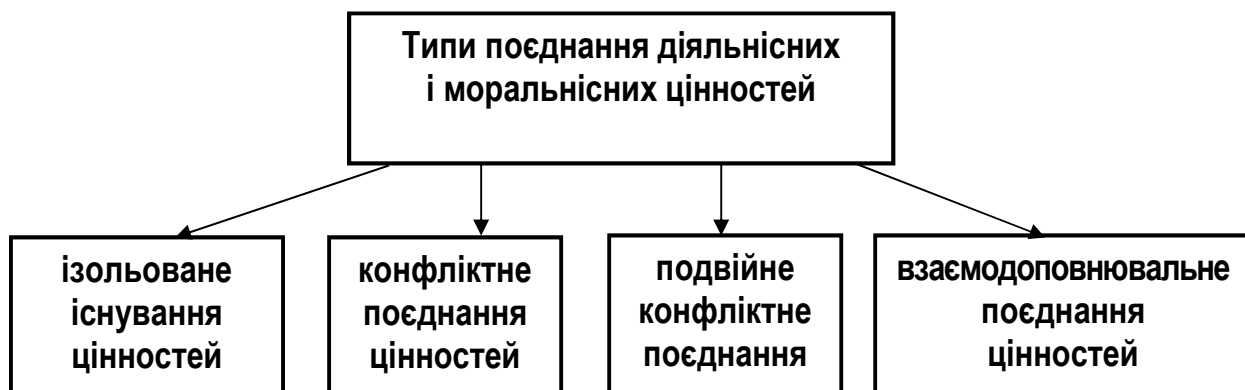 Типи поєднання діяльнісних
і моральнісних цінностей
ізольоване
існування
цінностей
конфліктне
поєднання
цінностей
подвійне
конфліктне
поєднання
взаємодоповнювальне
поєднання
цінностей